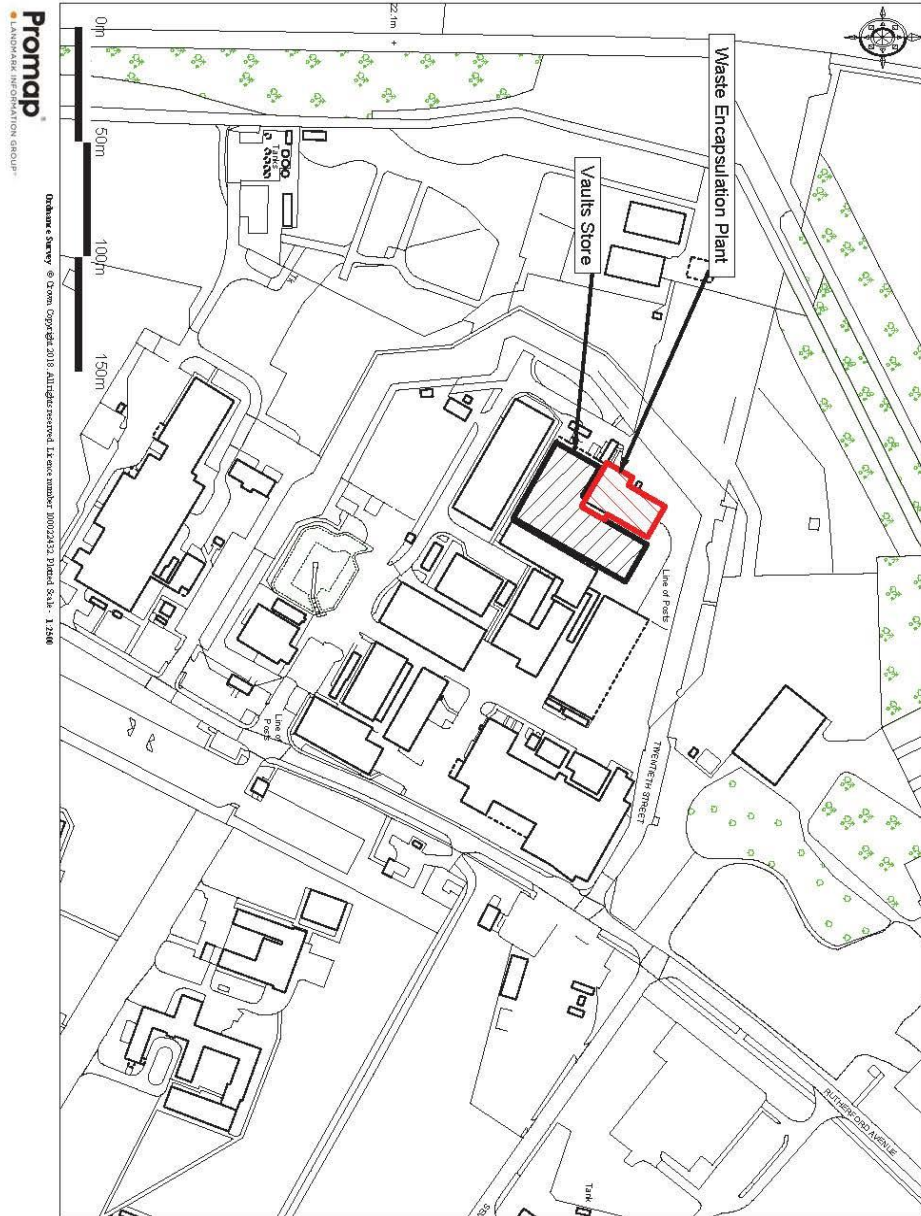 Waste Encapsulation Plant
Vaults Store
22.1m
Tanks
Line of Posts
TWENTIETH STREET
Line of
Posts
RUTHERFORD AVENUE
Tank
0m
50m
100m
150m
Promap®
LANDMARK INFORMATION GROUP®
Ordnance Survey © Crown Copyright 2018. All rights reserved. Licence number 100022432. Plotted Scale - 1:2500